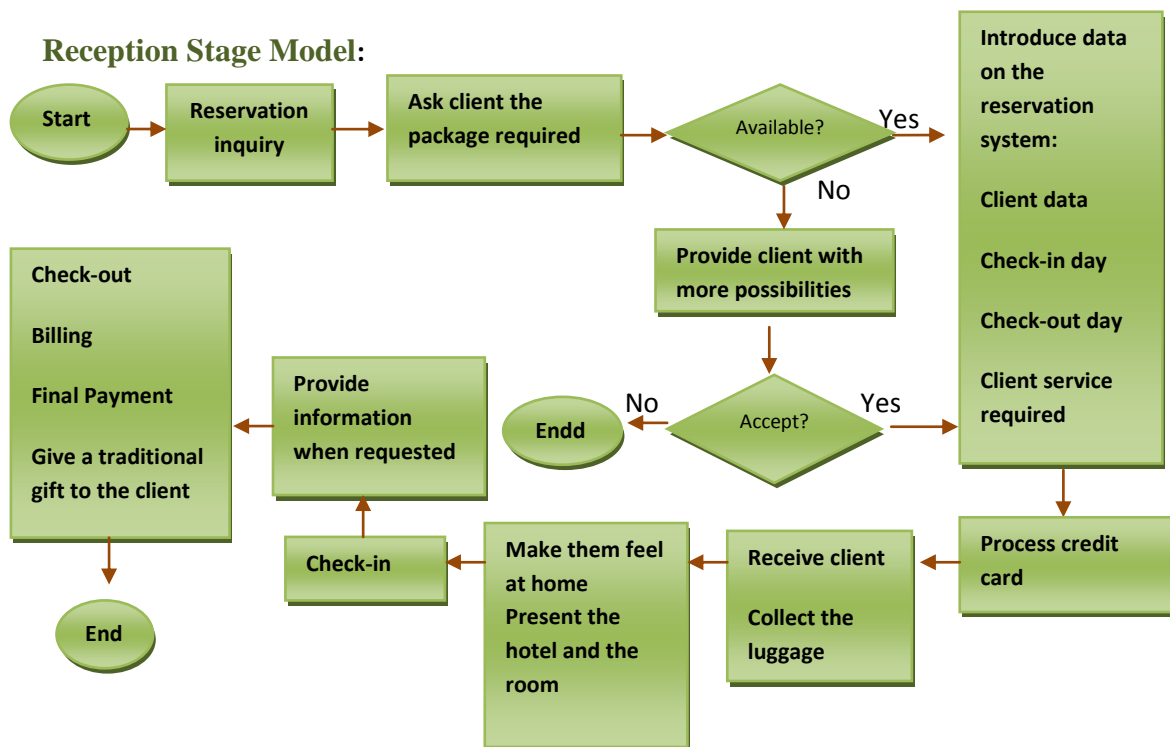 Reception Stage Model:
Start
Reservation
inquiry
Ask client the
package required
Available?
Yes
No
Introduce data
on the
reservation
system:
Client data
Check-in day
Check-out day
Client service
required
Provide client with
more possibilities
Accept?
Yes
No
Endd
Process credit
card
Receive client
Collect the
luggage
Make them feel
at home
Present the
hotel and the
room
Check-in
Provide
information
when requested
Check-out
Billing
Final Payment
Give a traditional
gift to the client
End